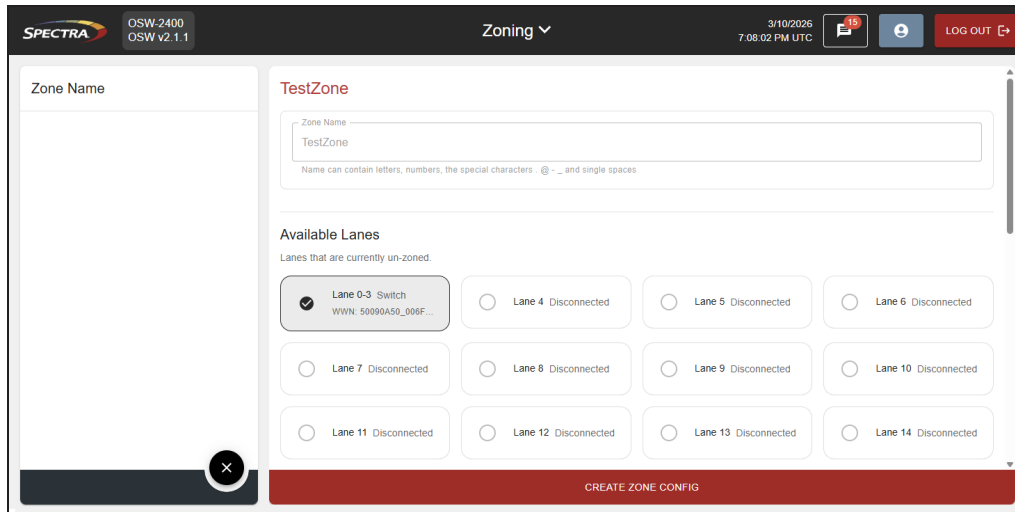 SPECTRA
OSW-2400
OSW v2.1.1
Zoning
3/10/2026
7:08:02 PM UTC
15
LOG OUT
Zone Name
TestZone
Zone Name
TestZone
Name can contain letters, numbers, the special characters . @ - _ and single spaces
Available Lanes
Lanes that are currently un-zoned.
Lane 0-3 Switch
WWN: 50090A50_006F...
Lane 4 Disconnected
Lane 5 Disconnected
Lane 6 Disconnected
Lane 7 Disconnected
Lane 8 Disconnected
Lane 9 Disconnected
Lane 10 Disconnected
Lane 11 Disconnected
Lane 12 Disconnected
Lane 13 Disconnected
Lane 14 Disconnected
CREATE ZONE CONFIG